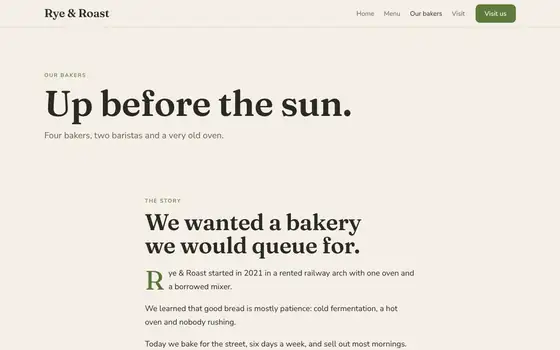 Rye & Roast
Home Menu Our bakers Visit Visit us
OUR BAKERS
Up before the sun.
Four bakers, two baristas and a very old oven.
THE STORY
We wanted a bakery
we would queue for.
Rye & Roast started in 2021 in a rented railway arch with one oven and
a borrowed mixer.
We learned that good bread is mostly patience: cold fermentation, a hot
oven and nobody rushing.
Today we bake for the street, six days a week, and sell out most mornings.